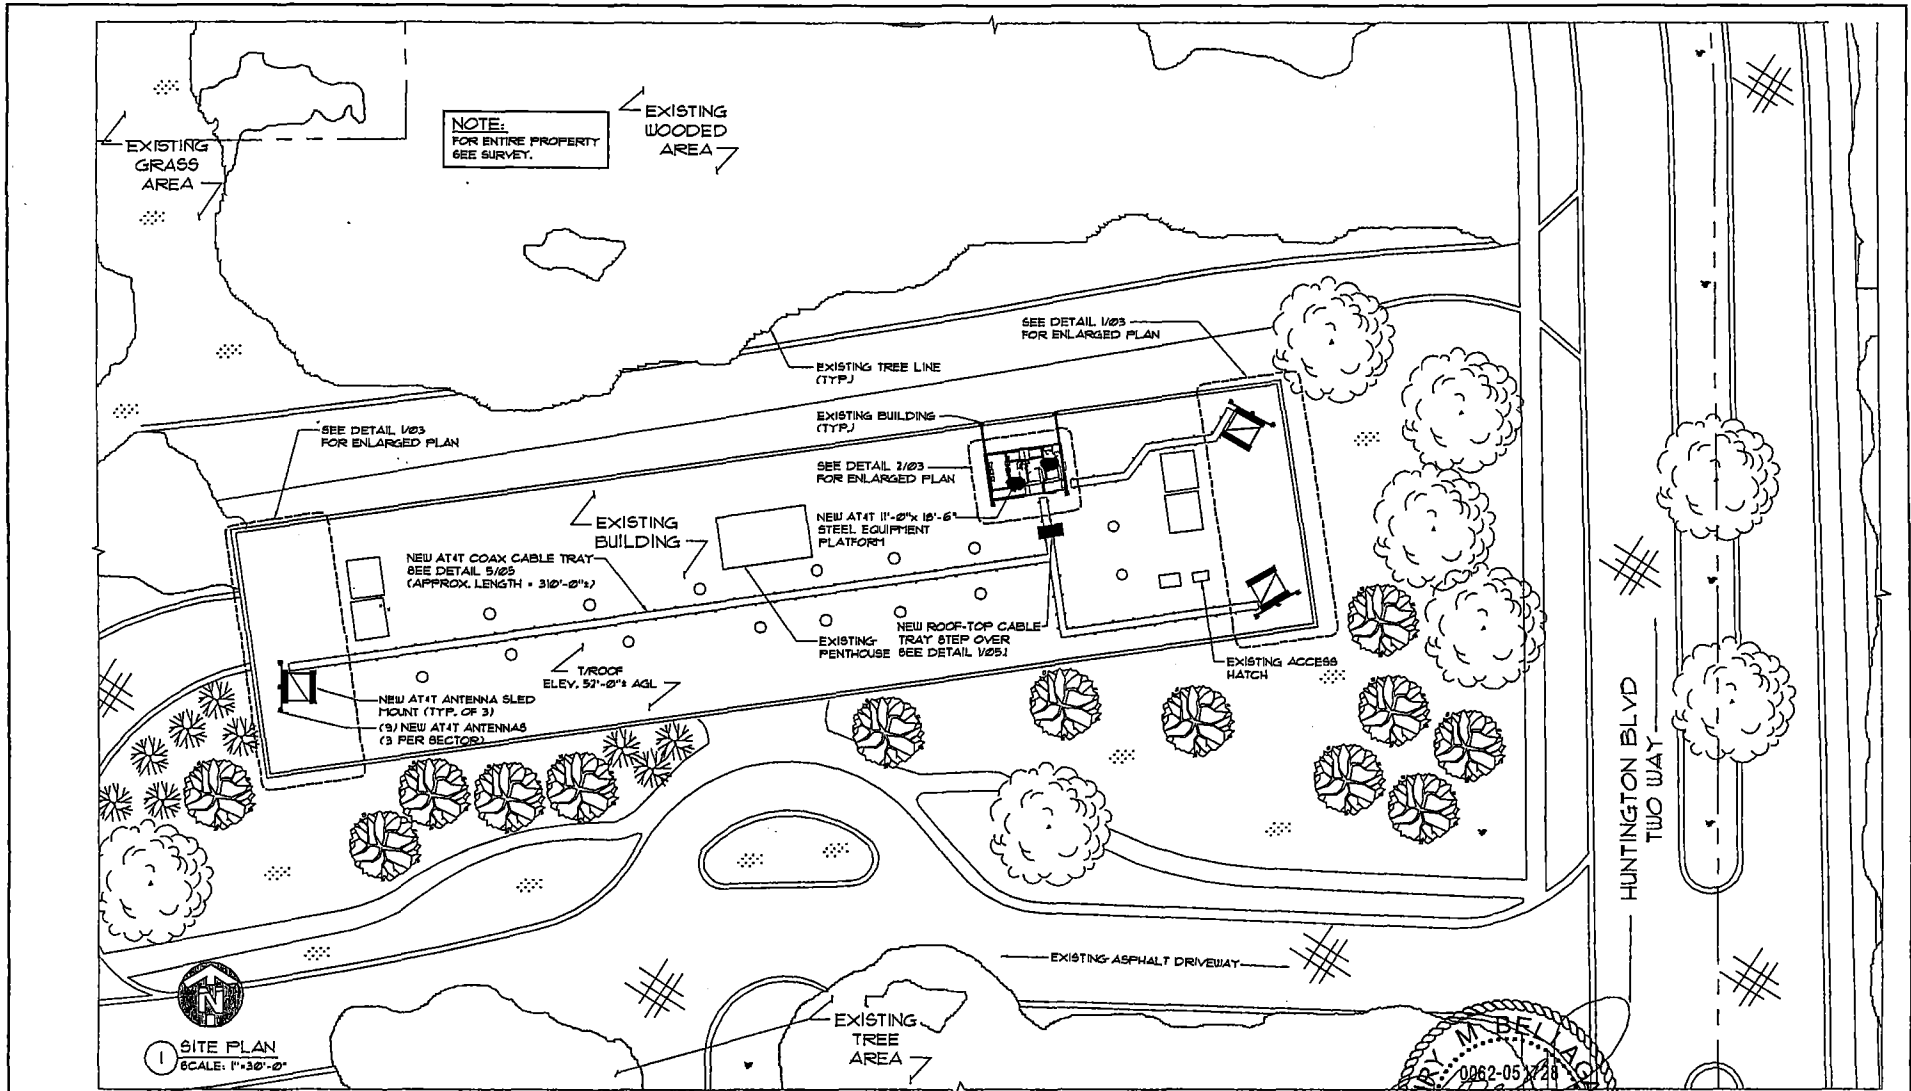 NOTE:
FOR ENTIRE PROPERTY
SEE SURVEY.
EXISTING
WOODED
AREA
EXISTING
GRASS
AREA
SEE DETAIL 1/03
FOR ENLARGED PLAN
EXISTING TREE LINE
(TYP.)
EXISTING BUILDING
(TYP.)
SEE DETAIL 1/03
FOR ENLARGED PLAN
SEE DETAIL 2/03
FOR ENLARGED PLAN
NEW AT&T 11'-0" x 18'-6"
STEEL EQUIPMENT
PLATFORM
EXISTING
BUILDING
NEW AT&T COAX CABLE TRAY
SEE DETAIL 5/05
(APPROX. LENGTH = 310'-0"±)
NEW ROOF-TOP CABLE
TRAY STEP OVER
SEE DETAIL 1/05.1
EXISTING
PENTHOUSE
EXISTING ACCESS
HATCH
T/ROOF
ELEV. 52'-0"± AGL
NEW AT&T ANTENNA SLED
MOUNT (TYP. OF 3)
(9) NEW AT&T ANTENNAS
(3 PER SECTOR)
HUNTINGTON BLVD
TWO WAY
EXISTING ASPHALT DRIVEWAY
EXISTING
TREE
AREA
N
1 SITE PLAN
SCALE: 1"=30'-0"
M. BELLAG
0062-051728